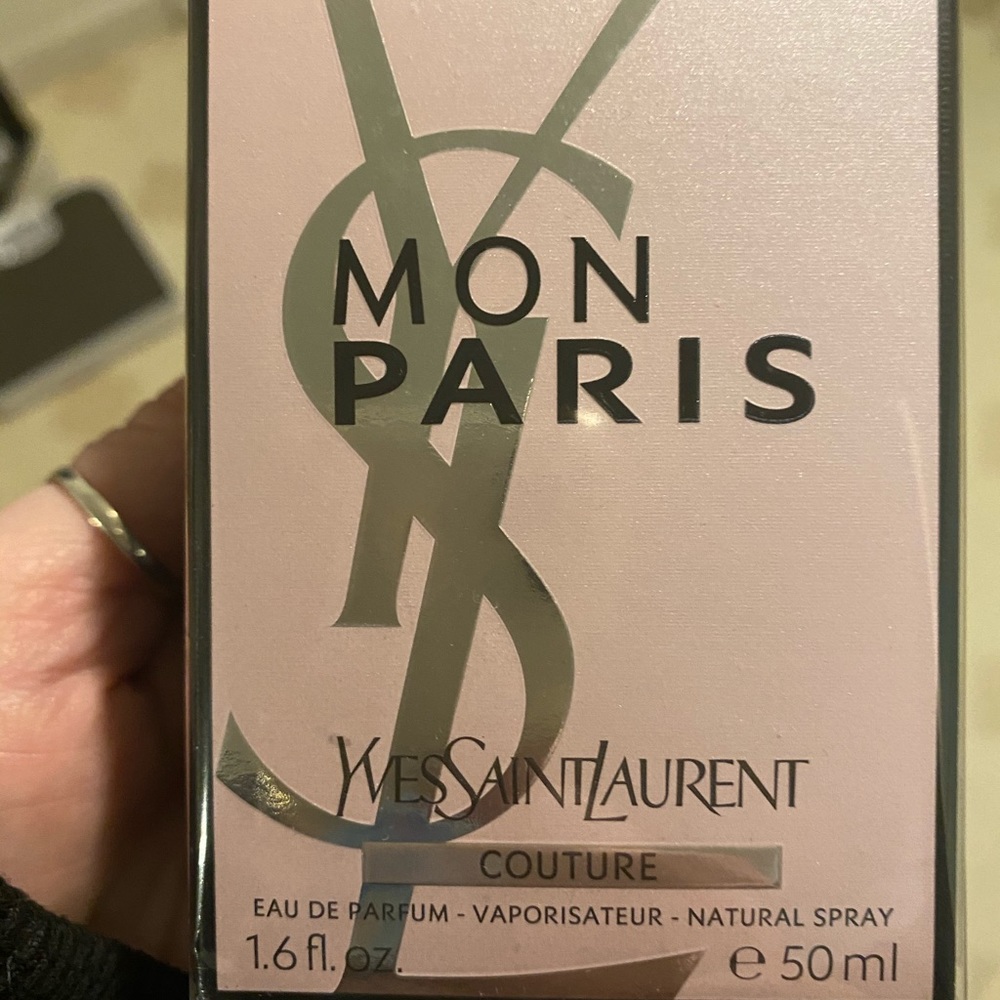 MON
PARIS
YVESSAINTLAURENT
COUTURE
EAU DE PARFUM - VAPORISATEUR - NATURAL SPRAY
1.6 fl. oz. ℮ 50 ml